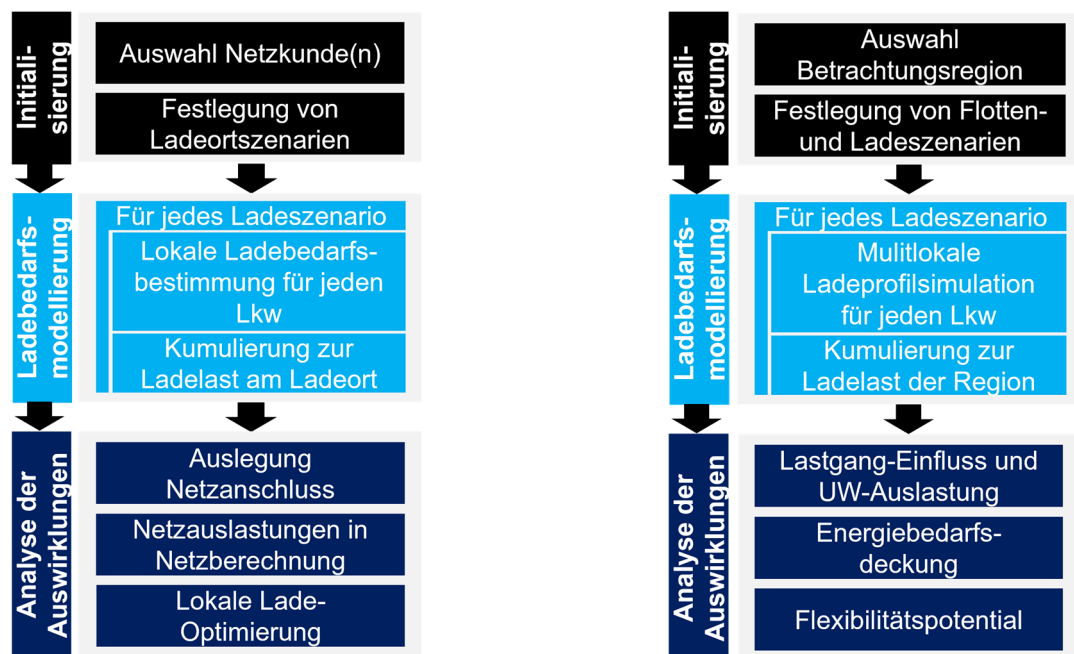 Initiali-
sierung
Auswahl Netzkunde(n)
Festlegung von
Ladeortszenarien
Ladebedarfs-
modellierung
Für jedes Ladeszenario
Lokale Ladebedarfs-
bestimmung für jeden
Lkw
Kumulierung zur
Ladelast am Ladeort
Analyse der
Auswirklungen
Auslegung
Netzanschluss
Netzauslastungen in
Netzberechnung
Lokale Lade-
Optimierung
Initiali-
sierung
Auswahl
Betrachtungsregion
Festlegung von Flotten-
und Ladeszenarien
Ladebedarfs-
modellierung
Für jedes Ladeszenario
Mulitlokale
Ladeprofilsimulation
für jeden Lkw
Kumulierung zur
Ladelast der Region
Analyse der
Auswirklungen
Lastgang-Einfluss und
UW-Auslastung
Energiebedarfs-
deckung
Flexibilitätspotential